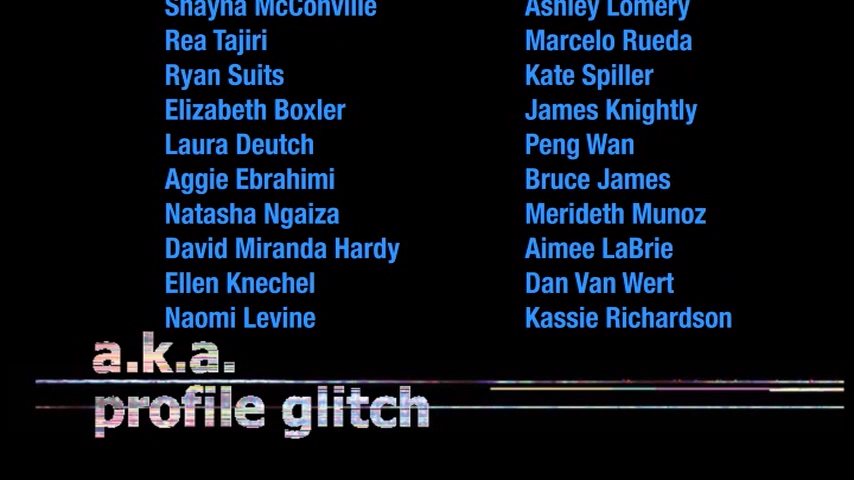 Shayna McConville
Rea Tajiri
Ryan Suits
Elizabeth Boxler
Laura Deutch
Aggie Ebrahimi
Natasha Ngaiza
David Miranda Hardy
Ellen Knechel
Naomi Levine
Ashley Lomery
Marcelo Rueda
Kate Spiller
James Knightly
Peng Wan
Bruce James
Merideth Munoz
Aimee LaBrie
Dan Van Wert
Kassie Richardson
a.k.a.
profile glitch